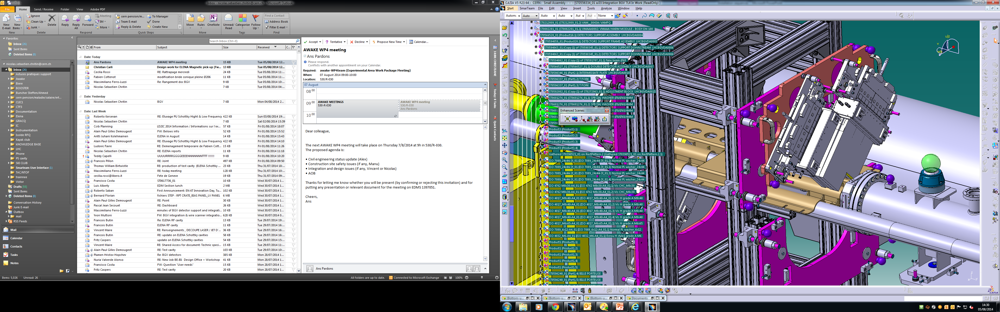 Inbox - nicolas.sebastien.chritin@cern.ch - Microsoft Outlook
File Home Send / Receive Folder View Adobe PDF
New E-mail
New Items
Ignore
Clean Up
Junk
Delete
Reply
Reply All
Forward
Meeting
IM
More
cern pension/m...
Team E-mail
Reply & Delete
To Manager
Done
Create New
Move
Rules
OneNote
Unread/ Read
Categorize
Follow Up
Find a Contact
Address Book
Filter E-mail
New Delete Respond Quick Steps Move Tags Find
Favorites
Inbox (26)
Sent Items
Deleted Items (8)
nicolas.sebastien.chritin@cern.ch
Inbox (26)
Astuces pratiques support
Awake
Biere
BOOSTER
Buncher Steffen/Ahmed
cern pension/maladie/salaire/ert...
CLIC1
CTF3
Documentation
Elena
GRACQ
IC
Instrumentation
Isolde RFQ
Kayak club
kNOWLEDGE BASE
LHC
Phone
PS cavity
SKI CLUB
Smarteam User Interface (1)
TAC/NTOF
trainnee
Victor
Drafts [55]
Sent Items
Deleted Items (8)
Conversation History
Junk E-mail
Outbox
mail
RSS Feeds
Mail
Calendar
Contacts
Tasks
Notes
Items: 5,026 Unread: 26
Search Inbox (Ctrl+E)
From Subject Size Received C...
Date: Today
Ans Pardons AWAKE WP4 meeting 15 KB Tue 05/08/2014 12...
Christian Carli Design work for ELENA Magnetic pick-up [Fw... 13 KB Tue 05/08/2014 12...
Cecilia Rossi RE: Rattrapage mercredi 24 KB Tue 05/08/2014 11:...
Fabien Cottenot modification bride conique pleine Ø206 11 KB Tue 05/08/2014 11:...
Massimiliano Ferro-Luzzi Re: Rangement doc BGV 9 KB Tue 05/08/2014 10:...
Nicolas Sebastien Chritin 7 KB Tue 05/08/2014 04:...
Date: Yesterday
Nicolas Sebastien Chritin BGV 7 KB Mon 04/08/2014 2...
Date: Last Week
Roberto Kersevan RE: Etuvage PU Schottky Hight & Low Frequency 422 KB Sun 03/08/2014 19:...
Nicolas Sebastien Chritin 7 KB Sat 02/08/2014 15:39
Ccrb Planning LD2IC 2014 Information / Informations sur l'ex... 57 KB Fri 01/08/2014 18:07
Alain Paul Gilles Demougeot FW: Belows info 52 KB Fri 01/08/2014 15:52
Antti Juhani Kolehmainen ELENA in August 14 KB Fri 01/08/2014 15:43
Alain Paul Gilles Demougeot RE: Etuvage PU Schottky Hight & Low Frequency 422 KB Fri 01/08/2014 14:10
Ludovic Favre RE: Demenagement temporaire de Fabien Cott... 15 KB Fri 01/08/2014 11:26
Nicolas Sebastien Chritin RE: ELENA reports 11 KB Fri 01/08/2014 11:18
Teddy Capelli UUUURRRRGGGGEEEENNNNNNNTTTT !!!!!!!! 9 KB Fri 01/08/2014 10:20
Francois Pillon RE: Joint 497 KB Fri 01/08/2014 09:50
Thomas William Birtwistle RE: production of test cavity (ELENA Schottky ... 23 KB Thu 31/07/2014 18:...
Massimiliano Ferro-Luzzi RE: today meeting 128 KB Thu 31/07/2014 10:...
cecilia.rossi@libero.it Fete de Geneve 19 KB Thu 31/07/2014 09:...
Francisco Costa ST0617736_01 10 KB Wed 30/07/2014 1...
Luis Alberty EDM Section lunch 2 MB Wed 30/07/2014 1...
Roberto Saban First Announcement: EN-KT Innovation Day, Tu... 102 KB Wed 30/07/2014 1...
Bernard Florian fichiers STEP - RPT CRATE_BIAS PANEL_LV PANEL 6 MB Wed 30/07/2014 1...
Alain Paul Gilles Demougeot RE: Point 30 KB Wed 30/07/2014 1...
Pascal Jean Secouet RE: Dashboard 26 KB Wed 30/07/2014 1...
Massimiliano Ferro-Luzzi minutes of BGV detector support and integrati... 10 KB Wed 30/07/2014 1...
Yvon Muttoni FW: BGV integration & wire scanner integratio... 628 KB Wed 30/07/2014 0...
Francois Butin Re: ELENA RF cavity 13 KB Tue 29/07/2014 19:...
Francois Butin RE: ELENA RF cavity 11 KB Tue 29/07/2014 17:...
Vincent Maire RE: Renseignements , DECOUPE LASER / JET D'... 36 KB Tue 29/07/2014 16:...
Francois Butin RE: update on ELENA Schottky cavities 58 KB Tue 29/07/2014 16:...
Fritz Caspers update on ELENA Schottky cavities 54 KB Tue 29/07/2014 15:...
Vincent Maire RE: Shared Access for document: Technic speci... 15 KB Tue 29/07/2014 11:...
Alain Paul Gilles Demougeot RE: Test cavity 103 KB Tue 29/07/2014 10:...
Plamen Hristov Hopchev Re: BGV detectors 385 KB Mon 28/07/2014 1...
Nuria Valverde Alonso RE: New Job BE-BI: Design Office + Workshop 41 KB Mon 28/07/2014 1...
Francisco Costa FW: Question "User needs" 15 KB Mon 28/07/2014 1...
Fritz Caspers RE: Test cavity 20 KB Mon 28/07/2014 1...
Accept Tentative Decline Propose New Time Calendar...
AWAKE WP4 meeting
Ans Pardons
Please respond.
Conflicts with another appointment on your Calendar.
Required: awake-WP4team (Experimental Area Work Package Meeting)
When: 07 August 2014 09:00-10:00
Location: 530/R-030
07 August
08 00
09 00
10 00
AWAKE MEETINGS
530-R-030
AWAKE WP4 meeting
530/R-030
Ans Pardons
Dear colleague,
The next AWAKE WP4 meeting will take place on Thursday 7/8/2014 at 9h in 530/R-030.
The proposed agenda is:
• Civil engineering status update (Alex)
• Construction site safety issues (if any, Manu)
• Integration and design issues (if any, Vincent or Nicolas)
• AOB
Thanks for letting me know whether you will be present (by confirming or rejecting this invitation) and for
putting any presentation or relevant document for the meeting on EDMS 1397051.
Cheers,
Ans
Ans Pardons
All folders are up to date. Connected to Microsoft Exchange 100%
14:00: CHRISTIANE
Today: 0 Tasks
Quick Contacts
CATIA V5 R23 64 - CERN : Small Assembly - - - [ST0556334_01 a.03 Integration BGV 7L4 In Work (ReadOnly) ]
Start SmarTeam File Edit View Insert Tools Analyze Window Help
Autom Auto Auto Auto Aut Aut None
ST0212809_01 (ST0212809_01.2) VAM__0043A: VAMFQ
ST0082281_01 (ST0082281_01.1) VMAAA0002: VMAAA WARM MODULE - BODY DN 100
ST0566528_01 (Product18.1) DETECTORS SUPPORT ASSEMBLY LHCBGVDA0004
ST0594059_01 (Product20.1) DETECTORS SUPPORT FRAME ASSEMBLY LHCBGVDA0005
ST0594063_01 (Copy (1) of ST0590345_01.1) DETECTORS SUPPORT DOWNSTREAM LHCBGVDA0006
ST0594063_01 (Copy (1) of ST0590345_01.2) DETECTORS SUPPORT DOWNSTREAM LHCBGVDA0006
ST0594062_01 (Copy (1) of ST0591787_01.1) fake beam Ø60
ST0566527_01 (ST0566527_01.1) DOUBLE DETECTOR ASSEMBLY LHCBGVDA0007
ST0590346_01 (Part2.1) INTERMEDIATE PLATE LHCBGVDA0018
ST0596337_01 (Part1.2) T FORK
ST0596337_01 (Part1.3) T FORK
ST0592002_01 (Copy (1) of ST0272963_01.1) ADJUSTMENT BLOCK LHCBGVDA0015
ST0601276_01 (ST0601276_01.1) SPECIAL WASHER Ø9/Ø60/4MM
ST0601276_01 (ST0601276_01.2) SPECIAL WASHER Ø9/Ø60/4MM
Enhanced Scenes
Product3 (Product3.1)
Product3 (Product3.2)
Product3 (Product3.3)
Product3 (Product3.4)
Gathered ST0390521_01 on RectPattern.2 (Gathered ST0390521_01 on RectPattern.2.1)
ISO 7089_24x44-St_01 (ISO 7089_24x44-St_01.2) Normal PL washer_24x44
ISO 7089_24x44-St_01 (ISO 7089_24x44-St_01.1) Normal PL washer_24x44
ISO 7089_24x44-St_01 (ISO 7089_24x44-St_01.3) Normal PL washer_24x44
ISO 7089_24x44-St_01 (ISO 7089_24x44-St_01.4) Normal PL washer_24x44
ISO 4762 M8x30-A4_01 (ISO 4762 M8x30-A4_01.1) Vis CHC_M8x30
ISO 4762 M8x30-A4_01 (ISO 4762 M8x30-A4_01.2) Vis CHC_M8x30
ISO 4017_M8x40-A4_01 (ISO 4017_M8x40-A4_01.1) Vis H grade A M8x40
ISO 4017_M8x40-A4_01 (ISO 4017_M8x40-A4_01.2) Vis H grade A M8x40
ISO 4017_M8x40-A4_01 (ISO 4017_M8x40-A4_01.3) Vis H grade A M8x40
ISO 4017_M8x40-A4_01 (ISO 4017_M8x40-A4_01.4) Vis H grade A M8x40
ISO 4017_M6x65-A4_01 (ISO 4017_M6x65-A4_01.1) Vis H grade A M6x65
ISO 7089_6x12-A4_01 (ISO 7089_6x12-A4_01.1) Normal PL washer_6x12
ISO 4032_M6-A4_01 (ISO 4032_M6-A4_01.1) Ecrou H style1 grade A M6
Product1 (Product1.1)
Product1 (Product1.2)
Product1 (Product1.3)
Product1 (Product1.4)
Product1 (Product1.5)
ST0596248_01 (Part1.4) BILLE PORTEUSE
ST0596248_01 (Part1.5) BILLE PORTEUSE
(Bottom-u... (Bottom-u... (Bottom-u... Documents
CATIA
14:30
05/08/2014